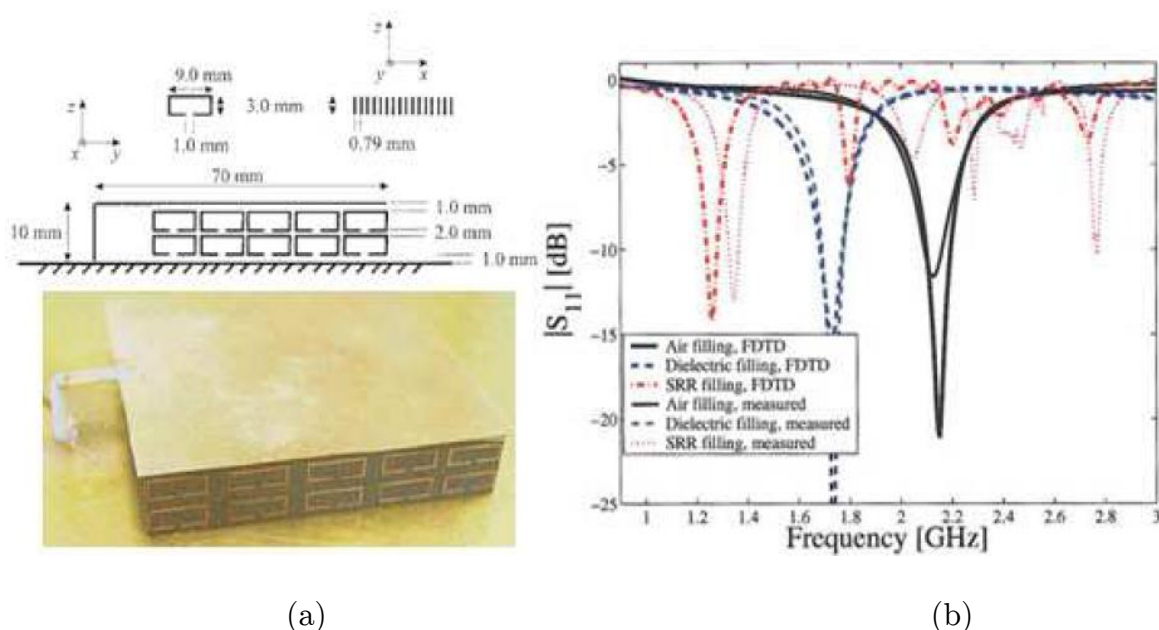 z
y x
z
x y
9.0 mm
3.0 mm
1.0 mm
0.79 mm
70 mm
10 mm
1.0 mm
2.0 mm
1.0 mm
|S11| [dB]
0
−5
−10
−15
−20
−25
Air filling, FDTD
Dielectric filling, FDTD
SRR filling, FDTD
Air filling, measured
Dielectric filling, measured
SRR filling, measured
1 1.2 1.4 1.6 1.8 2 2.2 2.4 2.6 2.8 3
Frequency [GHz]
(a)
(b)